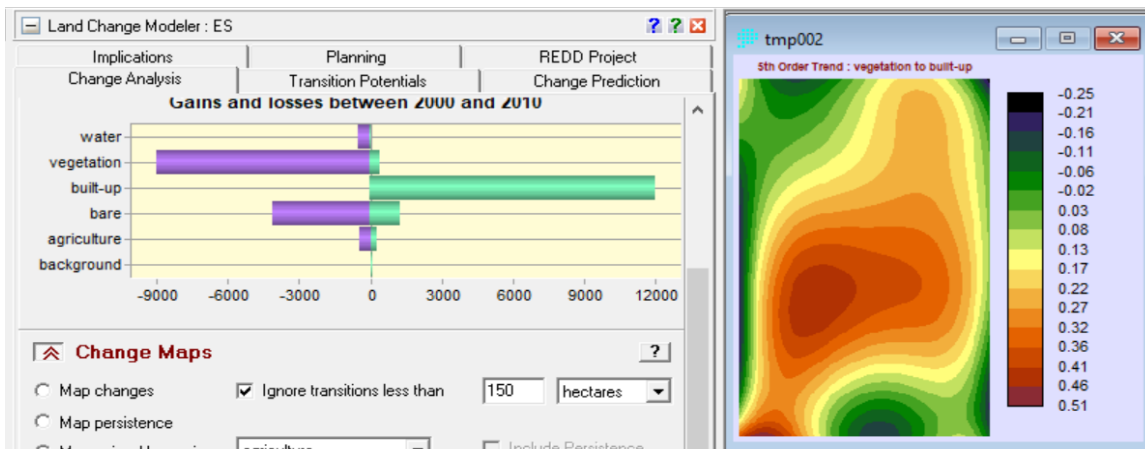 Land Change Modeler : ES
? ?
Implications Planning REDD Project
Change Analysis Transition Potentials Change Prediction
Gains and losses between 2000 and 2010
water
vegetation
built-up
bare
agriculture
background
-9000 -6000 -3000 0 3000 6000 9000 12000
Change Maps
?
Map changes Ignore transitions less than 150 hectares
Map persistence
agriculture Include Persistence
tmp002
5th Order Trend : vegetation to built-up
-0.25
-0.21
-0.16
-0.11
-0.06
-0.02
0.03
0.08
0.13
0.17
0.22
0.27
0.32
0.36
0.41
0.46
0.51